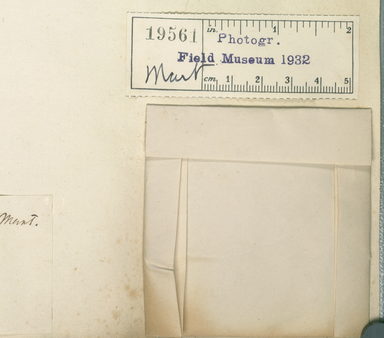 19561
in. 1 2
Photogr.
Field Museum 1932
Mart
cm. 1 2 3 4 5
Mart.